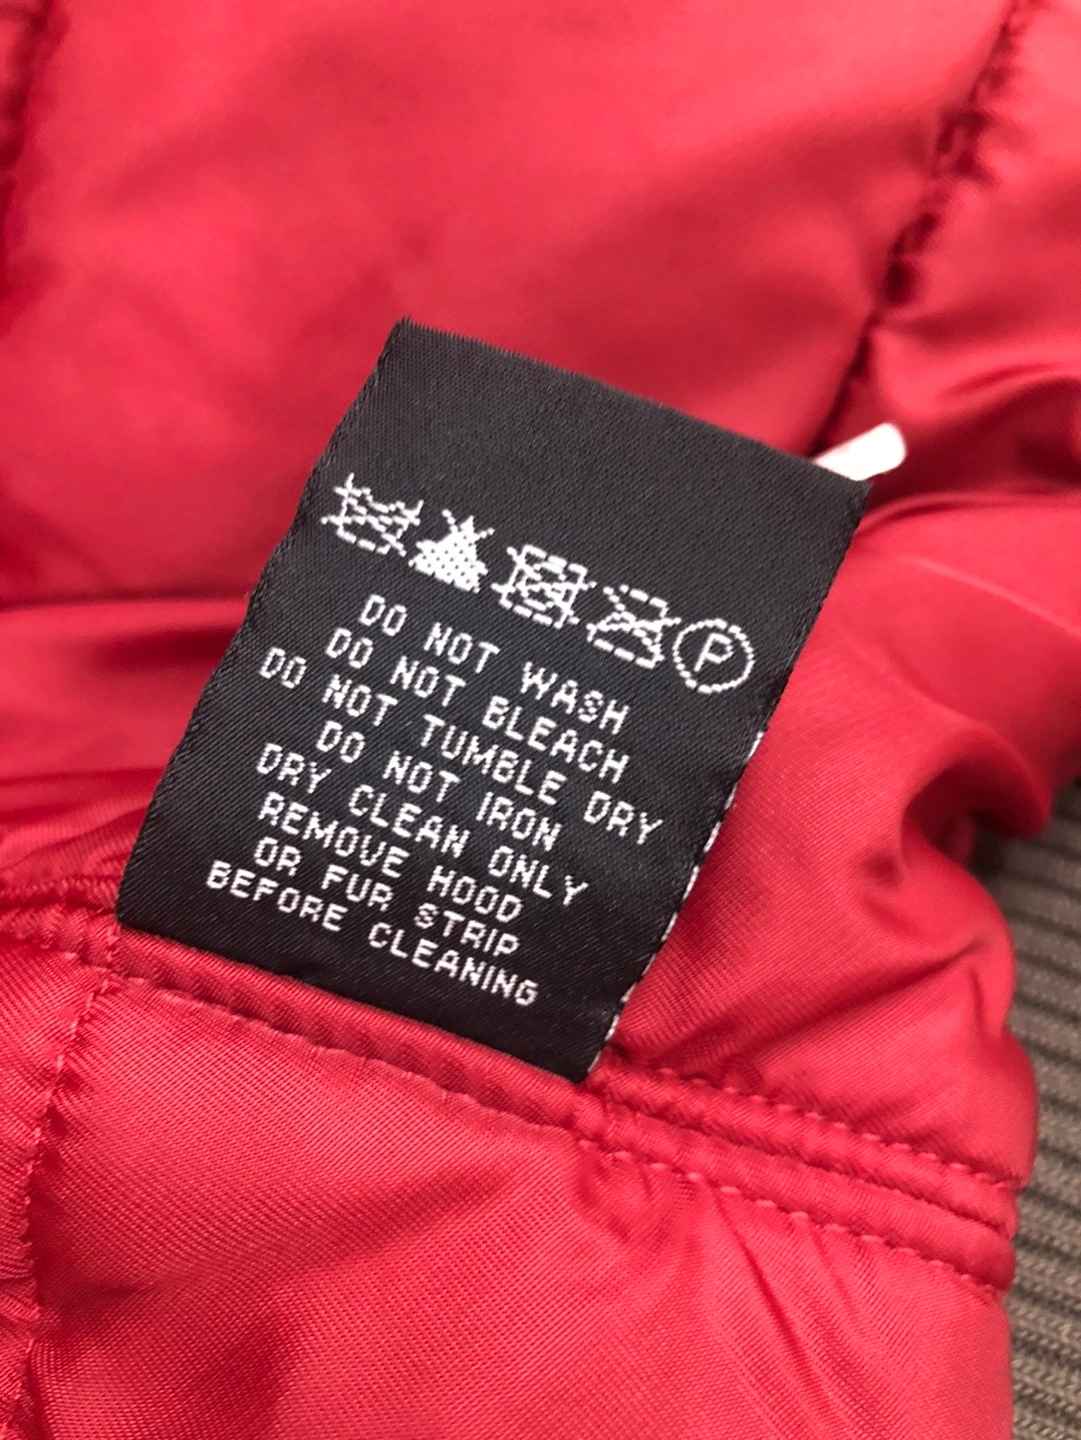 P
DO NOT WASH
DO NOT BLEACH
DO NOT TUMBLE DRY
DO NOT IRON
DRY CLEAN ONLY
REMOVE HOOD
OR FUR STRIP
BEFORE CLEANING